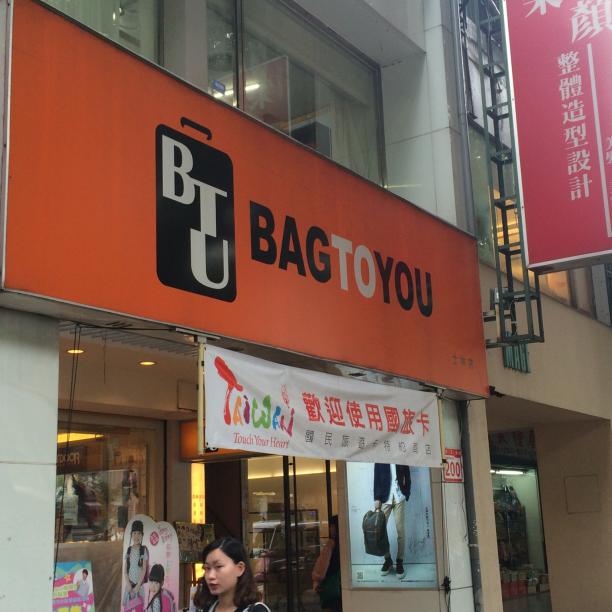 BTU
BAGTOYOU
Taiwan
Touch Your Heart
歡迎使用國旅卡
國民旅遊卡特約商店
200
顏
整體造型設計